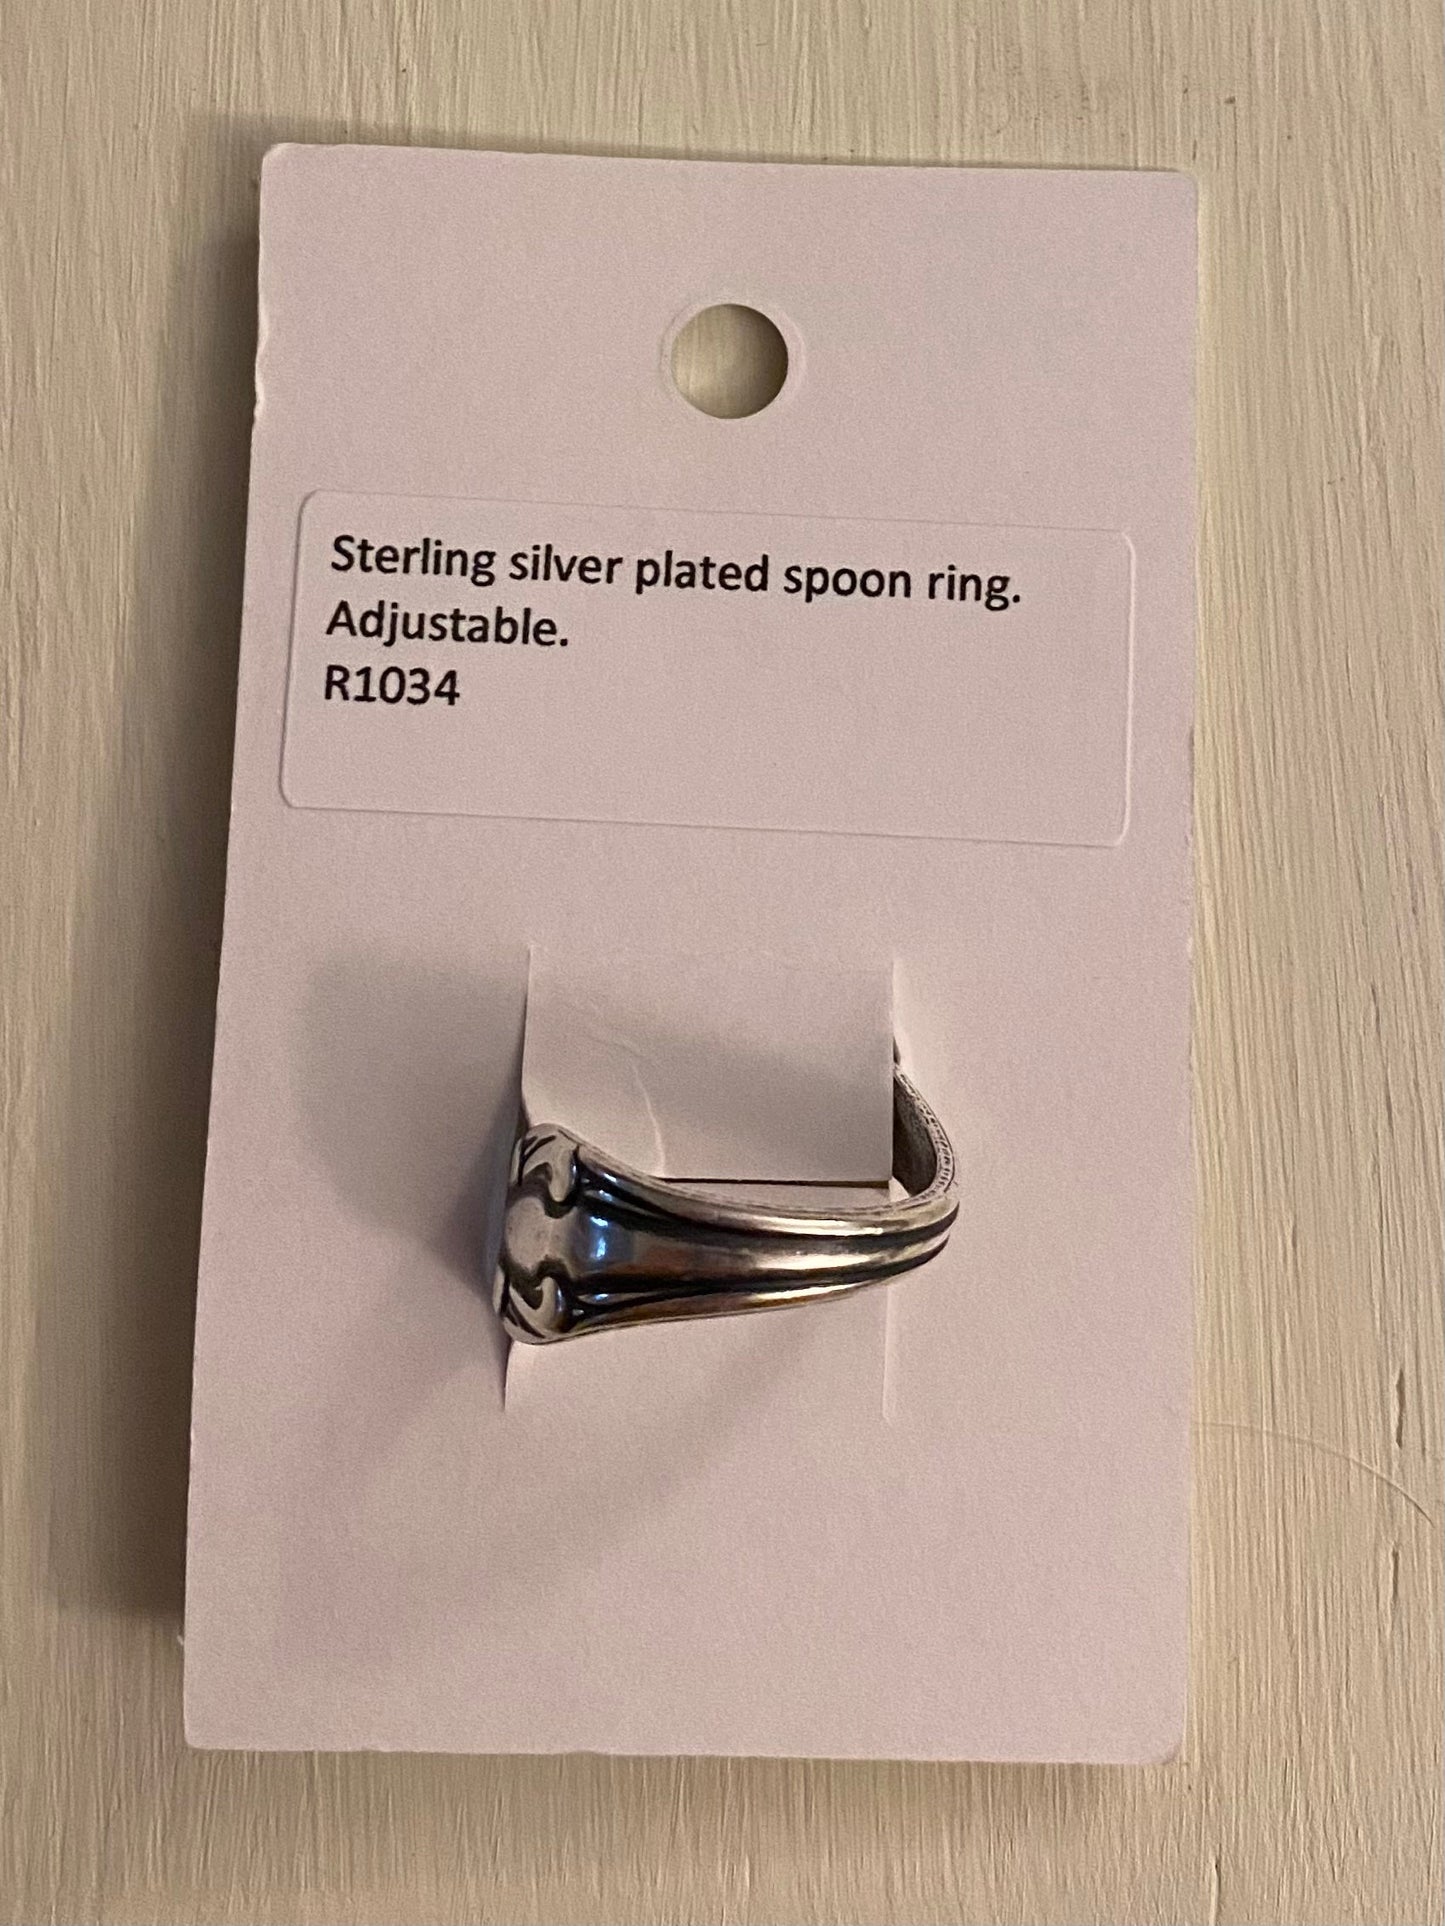 Sterling silver plated spoon ring.
Adjustable.
R1034